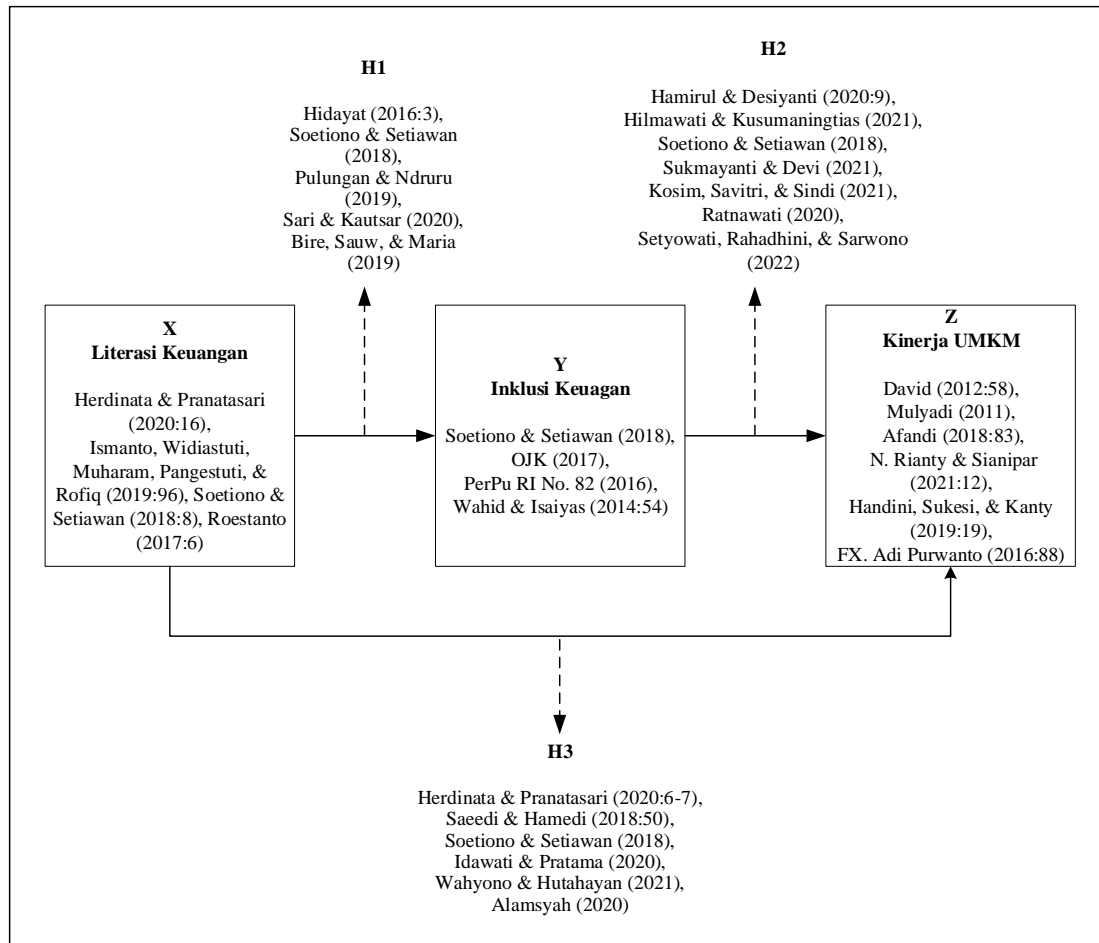 H1
Hidayat (2016:3),
Soetiono & Setiawan
(2018),
Pulungan & Ndruru
(2019),
Sari & Kautsar (2020),
Bire, Sauw, & Maria
(2019)
H2
Hamirul & Desiyanti (2020:9),
Hilmawati & Kusumaningtias (2021),
Soetiono & Setiawan (2018),
Sukmayanti & Devi (2021),
Kosim, Savitri, & Sindi (2021),
Ratnawati (2020),
Setyowati, Rahadhini, & Sarwono
(2022)
X
Literasi Keuangan
Herdinata & Pranatasari
(2020:16),
Ismanto, Widiastuti,
Muharam, Pangestuti, &
Rofiq (2019:96), Soetiono &
Setiawan (2018:8), Roestanto
(2017:6)
Y
Inklusi Keuagan
Soetiono & Setiawan (2018),
OJK (2017),
PerPu RI No. 82 (2016),
Wahid & Isaiyas (2014:54)
Z
Kinerja UMKM
David (2012:58),
Mulyadi (2011),
Afandi (2018:83),
N. Rianty & Sianipar
(2021:12),
Handini, Sukesi, & Kanty
(2019:19),
FX. Adi Purwanto (2016:88)
H3
Herdinata & Pranatasari (2020:6-7),
Saeedi & Hamedi (2018:50),
Soetiono & Setiawan (2018),
Idawati & Pratama (2020),
Wahyono & Hutahayan (2021),
Alamsyah (2020)